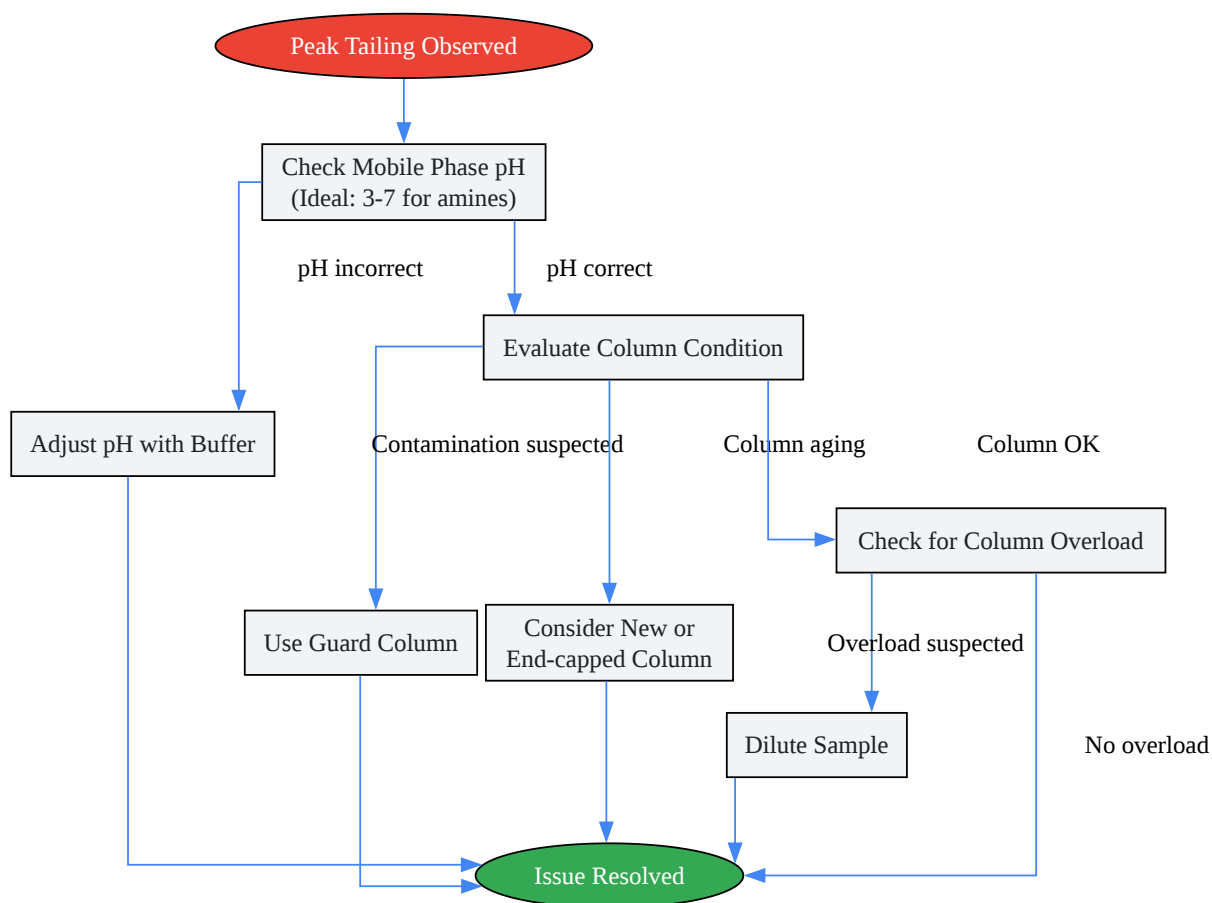 Peak Tailing Observed
Check Mobile Phase pH
(Ideal: 3-7 for amines)
pH incorrect
pH correct
Evaluate Column Condition
Adjust pH with Buffer
Contamination suspected
Column aging
Column OK
Check for Column Overload
Use Guard Column
Consider New or
End-capped Column
Overload suspected
Dilute Sample
No overload
Issue Resolved